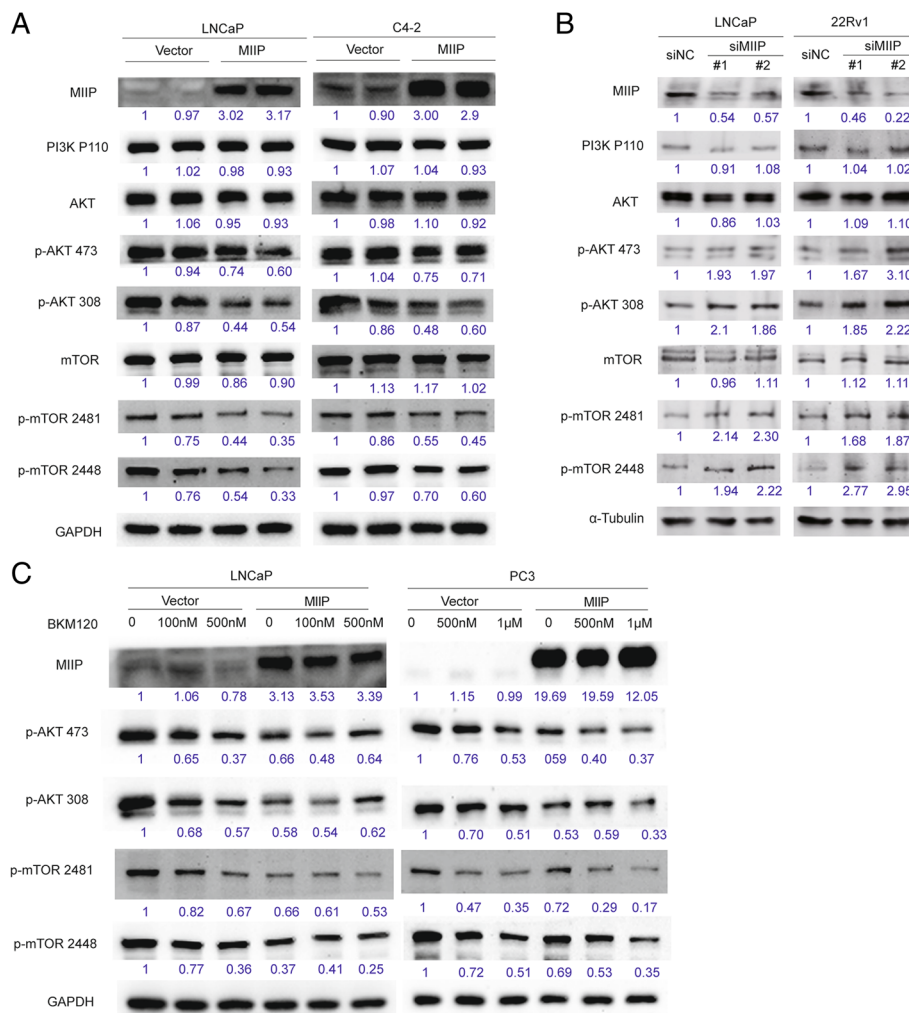 A
LNCaP C4-2
Vector MIIP Vector MIIP
MIIP
1 0.97 3.02 3.17 1 0.90 3.00 2.9
PI3K P110
1 1.02 0.98 0.93 1 1.07 1.04 0.93
AKT
1 1.06 0.95 0.93 1 0.98 1.10 0.92
p-AKT 473
1 0.94 0.74 0.60 1 1.04 0.75 0.71
p-AKT 308
1 0.87 0.44 0.54 1 0.86 0.48 0.60
mTOR
1 0.99 0.86 0.90 1 1.13 1.17 1.02
p-mTOR 2481
1 0.75 0.44 0.35 1 0.86 0.55 0.45
p-mTOR 2448
1 0.76 0.54 0.33 1 0.97 0.70 0.60
GAPDH
B
LNCaP 22Rv1
siNC siMIIP siNC siMIIP
#1 #2 #1 #2
MIIP
1 0.54 0.57 1 0.46 0.22
PI3K P110
1 0.91 1.08 1 1.04 1.02
AKT
1 0.86 1.03 1 1.09 1.10
p-AKT 473
1 1.93 1.97 1 1.67 3.10
p-AKT 308
1 2.1 1.86 1 1.85 2.22
mTOR
1 0.96 1.11 1 1.12 1.11
p-mTOR 2481
1 2.14 2.30 1 1.68 1.87
p-mTOR 2448
1 1.94 2.22 1 2.77 2.95
α-Tubulin
C
LNCaP PC3
Vector MIIP Vector MIIP
BKM120 0 100nM 500nM 0 100nM 500nM 0 500nM 1μM 0 500nM 1μM
MIIP
1 1.06 0.78 3.13 3.53 3.39 1 1.15 0.99 19.69 19.59 12.05
p-AKT 473
1 0.65 0.37 0.66 0.48 0.64 1 0.76 0.53 059 0.40 0.37
p-AKT 308
1 0.68 0.57 0.58 0.54 0.62 1 0.70 0.51 0.53 0.59 0.33
p-mTOR 2481
1 0.82 0.67 0.66 0.61 0.53 1 0.47 0.35 0.72 0.29 0.17
p-mTOR 2448
1 0.77 0.36 0.37 0.41 0.25 1 0.72 0.51 0.69 0.53 0.35
GAPDH